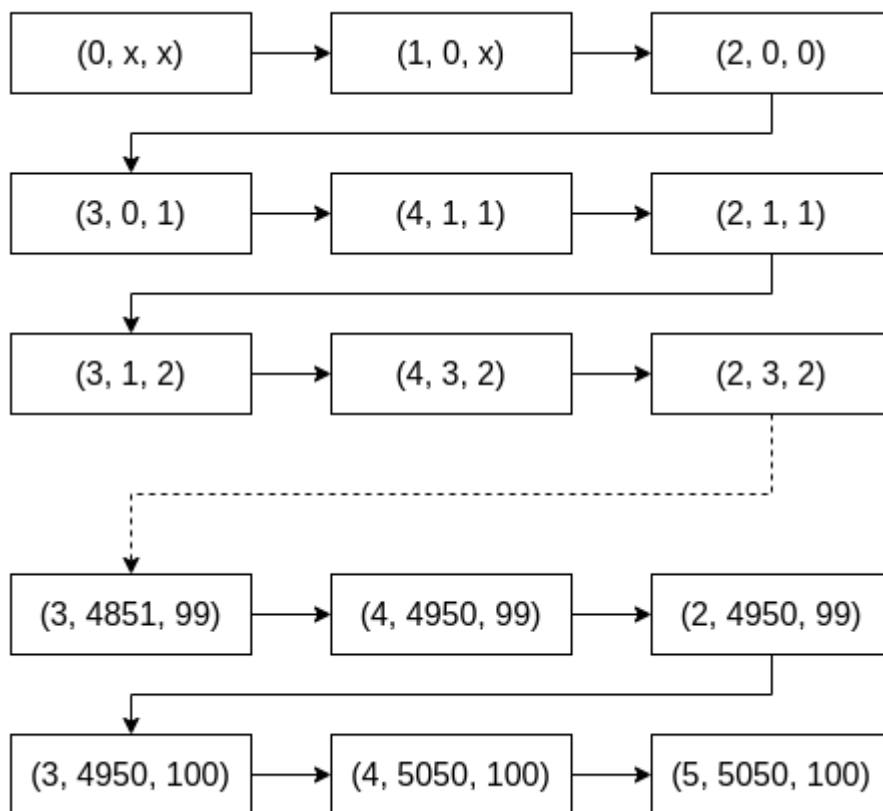 (0, x, x) (1, 0, x) (2, 0, 0)
(3, 0, 1) (4, 1, 1) (2, 1, 1)
(3, 1, 2) (4, 3, 2) (2, 3, 2)
(3, 4851, 99) (4, 4950, 99) (2, 4950, 99)
(3, 4950, 100) (4, 5050, 100) (5, 5050, 100)